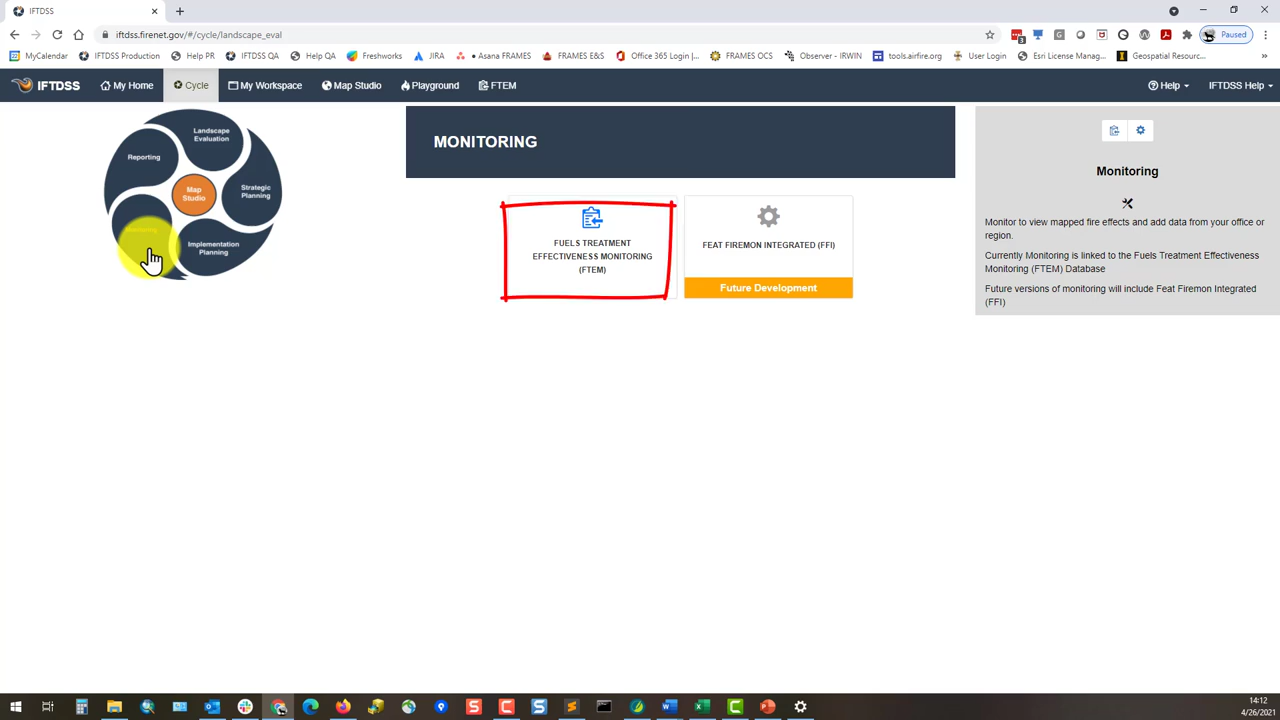 IFTDSS
iftdss.firenet.gov/#/cycle/landscape_eval
Paused
MyCalendar
IFTDSS Production
Help PR
IFTDSS QA
Help QA
Freshworks
JIRA
Asana FRAMES
FRAMES E&S
Office 365 Login |...
FRAMES OCS
Observer - IRWIN
tools.airfire.org
User Login
Esri License Manag...
Geospatial Resourc...
IFTDSS
My Home
Cycle
My Workspace
Map Studio
Playground
FTEM
Help
IFTDSS Help
Landscape
Evaluation
Reporting
Strategic
Planning
Map
Studio
Monitoring
Implementation
Planning
MONITORING
FUELS TREATMENT
EFFECTIVENESS MONITORING
(FTEM)
FEAT FIREMON INTEGRATED (FFI)
Future Development
Monitoring
Monitor to view mapped fire effects and add data from your office or
region.
Currently Monitoring is linked to the Fuels Treatment Effectiveness
Monitoring (FTEM) Database
Future versions of monitoring will include Feat Firemon Integrated
(FFI)
14:12
4/26/2021